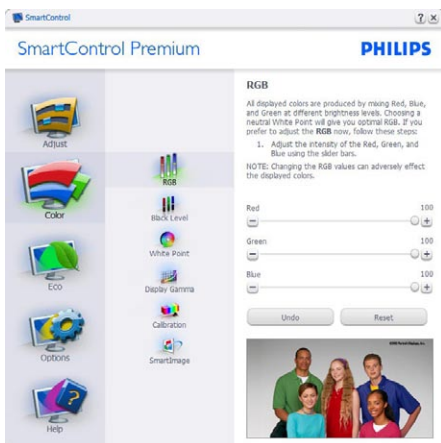 SmartControl
? x
SmartControl Premium
PHILIPS
Adjust
Color
Eco
Options
Help
RGB
Black Level
White Point
Display Gamma
Calibration
SmartImage
RGB
All displayed colors are produced by mixing Red, Blue,
and Green at different brightness levels. Choosing a
neutral White Point will give you optimal RGB. If you
prefer to adjust the RGB now, follow these steps:
1. Adjust the intensity of the Red, Green, and
Blue using the slider bars.
NOTE: Changing the RGB values can adversely effect
the displayed colors.
Red 100
Green 100
Blue 100
Undo Reset